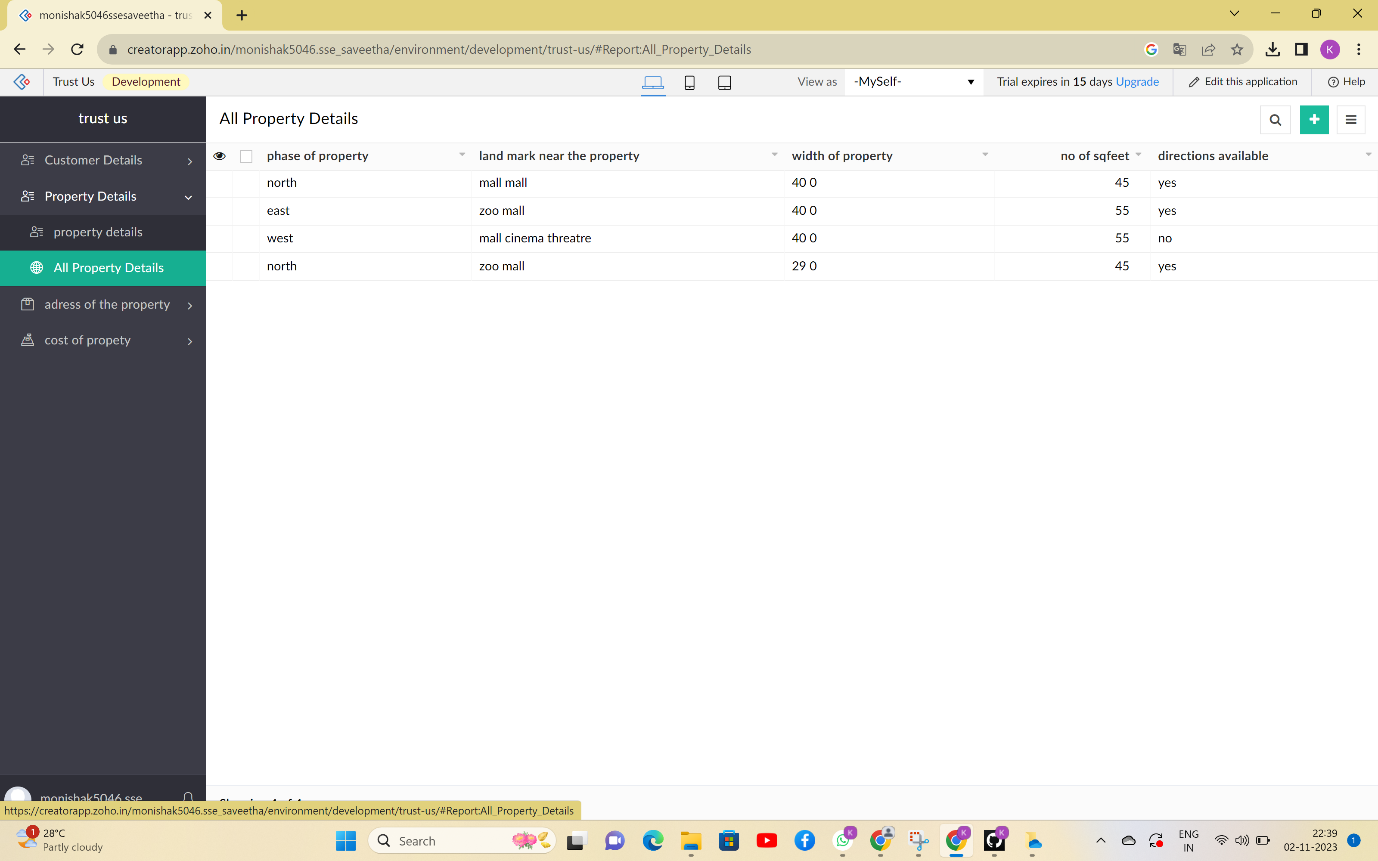 monishak5046ssesaveetha - trus
creatorapp.zoho.in/monishak5046.sse_saveetha/environment/development/trust-us/#Report:All_Property_Details
K
Trust Us Development View as -MySelf- Trial expires in 15 days Upgrade Edit this application Help
trust us
All Property Details
Customer Details
Property Details
property details
All Property Details
adress of the property
cost of propety
phase of property land mark near the property width of property no of sqfeet directions available
north mall mall 40 0 45 yes
east zoo mall 40 0 55 yes
west mall cinema threatre 40 0 55 no
north zoo mall 29 0 45 yes
monishak5046.sse
https://creatorapp.zoho.in/monishak5046.sse_saveetha/environment/development/trust-us/#Report:All_Property_Details
1
28°C
Partly cloudy
Search
K
K
K
ENG
IN
22:39
02-11-2023
1